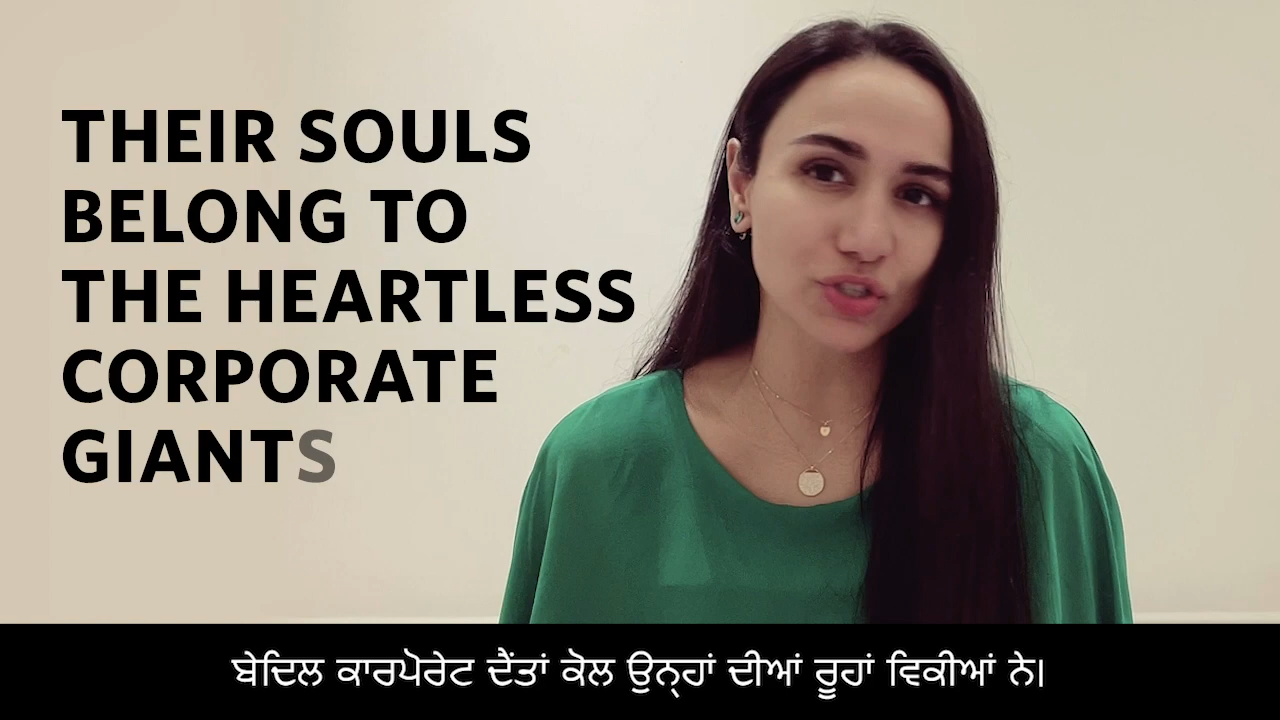 THEIR SOULS
BELONG TO
THE HEARTLESS
CORPORATE
GIANTS
ਬੇਦਿਲ ਕਾਰਪੋਰੇਟ ਦੈਂਤਾਂ ਕੋਲ ਉਨ੍ਹਾਂ ਦੀਆਂ ਰੂਹਾਂ ਵਿਕੀਆਂ ਨੇ।